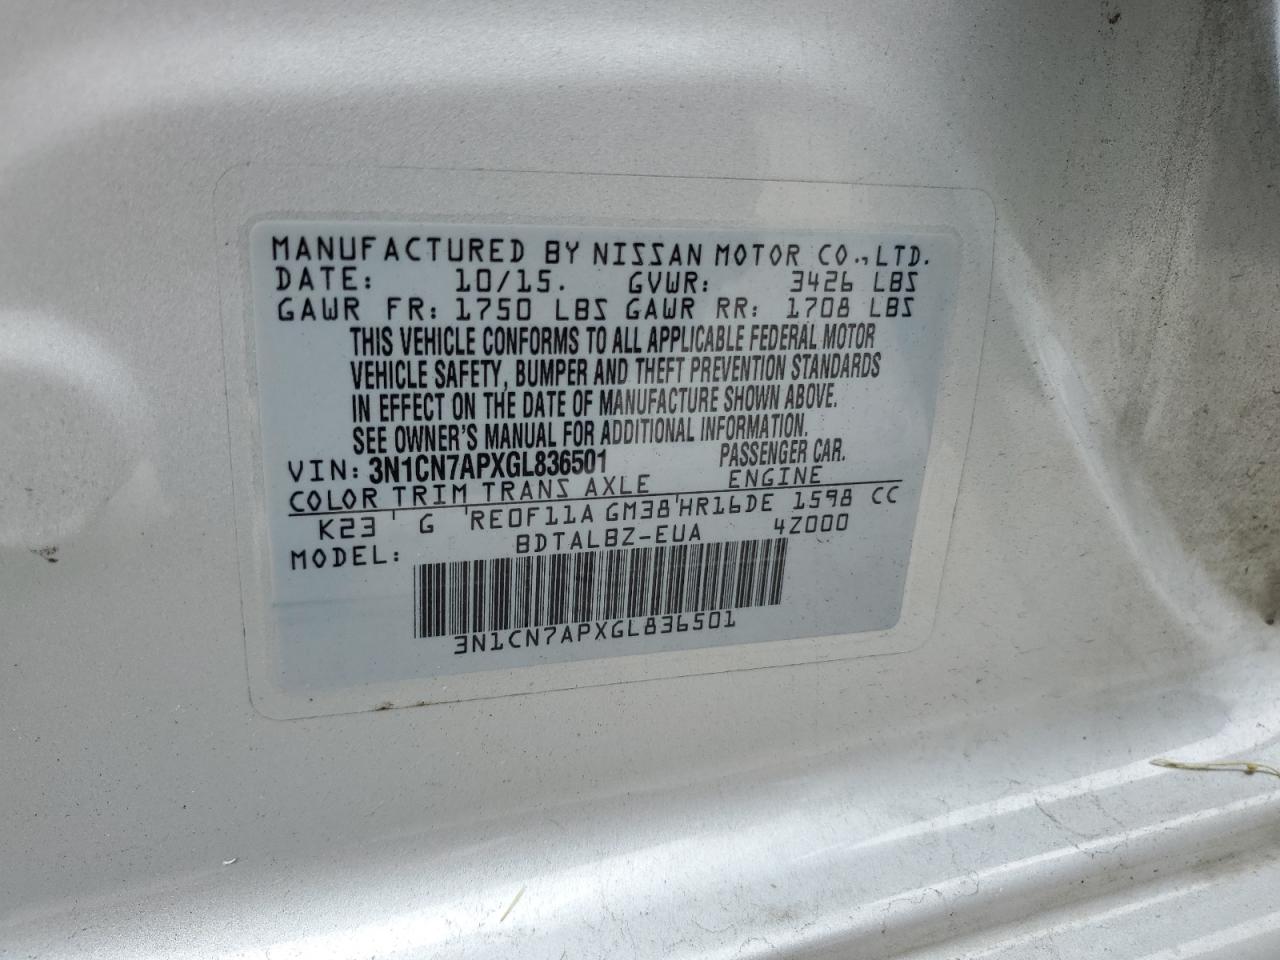 MANUFACTURED BY NISSAN MOTOR CO., LTD.
DATE: 10/15. GVWR: 3426 LBS
GAWR FR: 1750 LBS GAWR RR: 1708 LBS
THIS VEHICLE CONFORMS TO ALL APPLICABLE FEDERAL MOTOR
VEHICLE SAFETY, BUMPER AND THEFT PREVENTION STANDARDS
IN EFFECT ON THE DATE OF MANUFACTURE SHOWN ABOVE.
SEE OWNER'S MANUAL FOR ADDITIONAL INFORMATION.
VIN: 3N1CN7APXGL836501 PASSENGER CAR.
COLOR TRIM TRANS AXLE ENGINE
K23 ' G 'RE0F11A GM38'HR16DE 1598 CC
MODEL: BDTALBZ-EUA 4Z000
3N1CN7APXGL836501